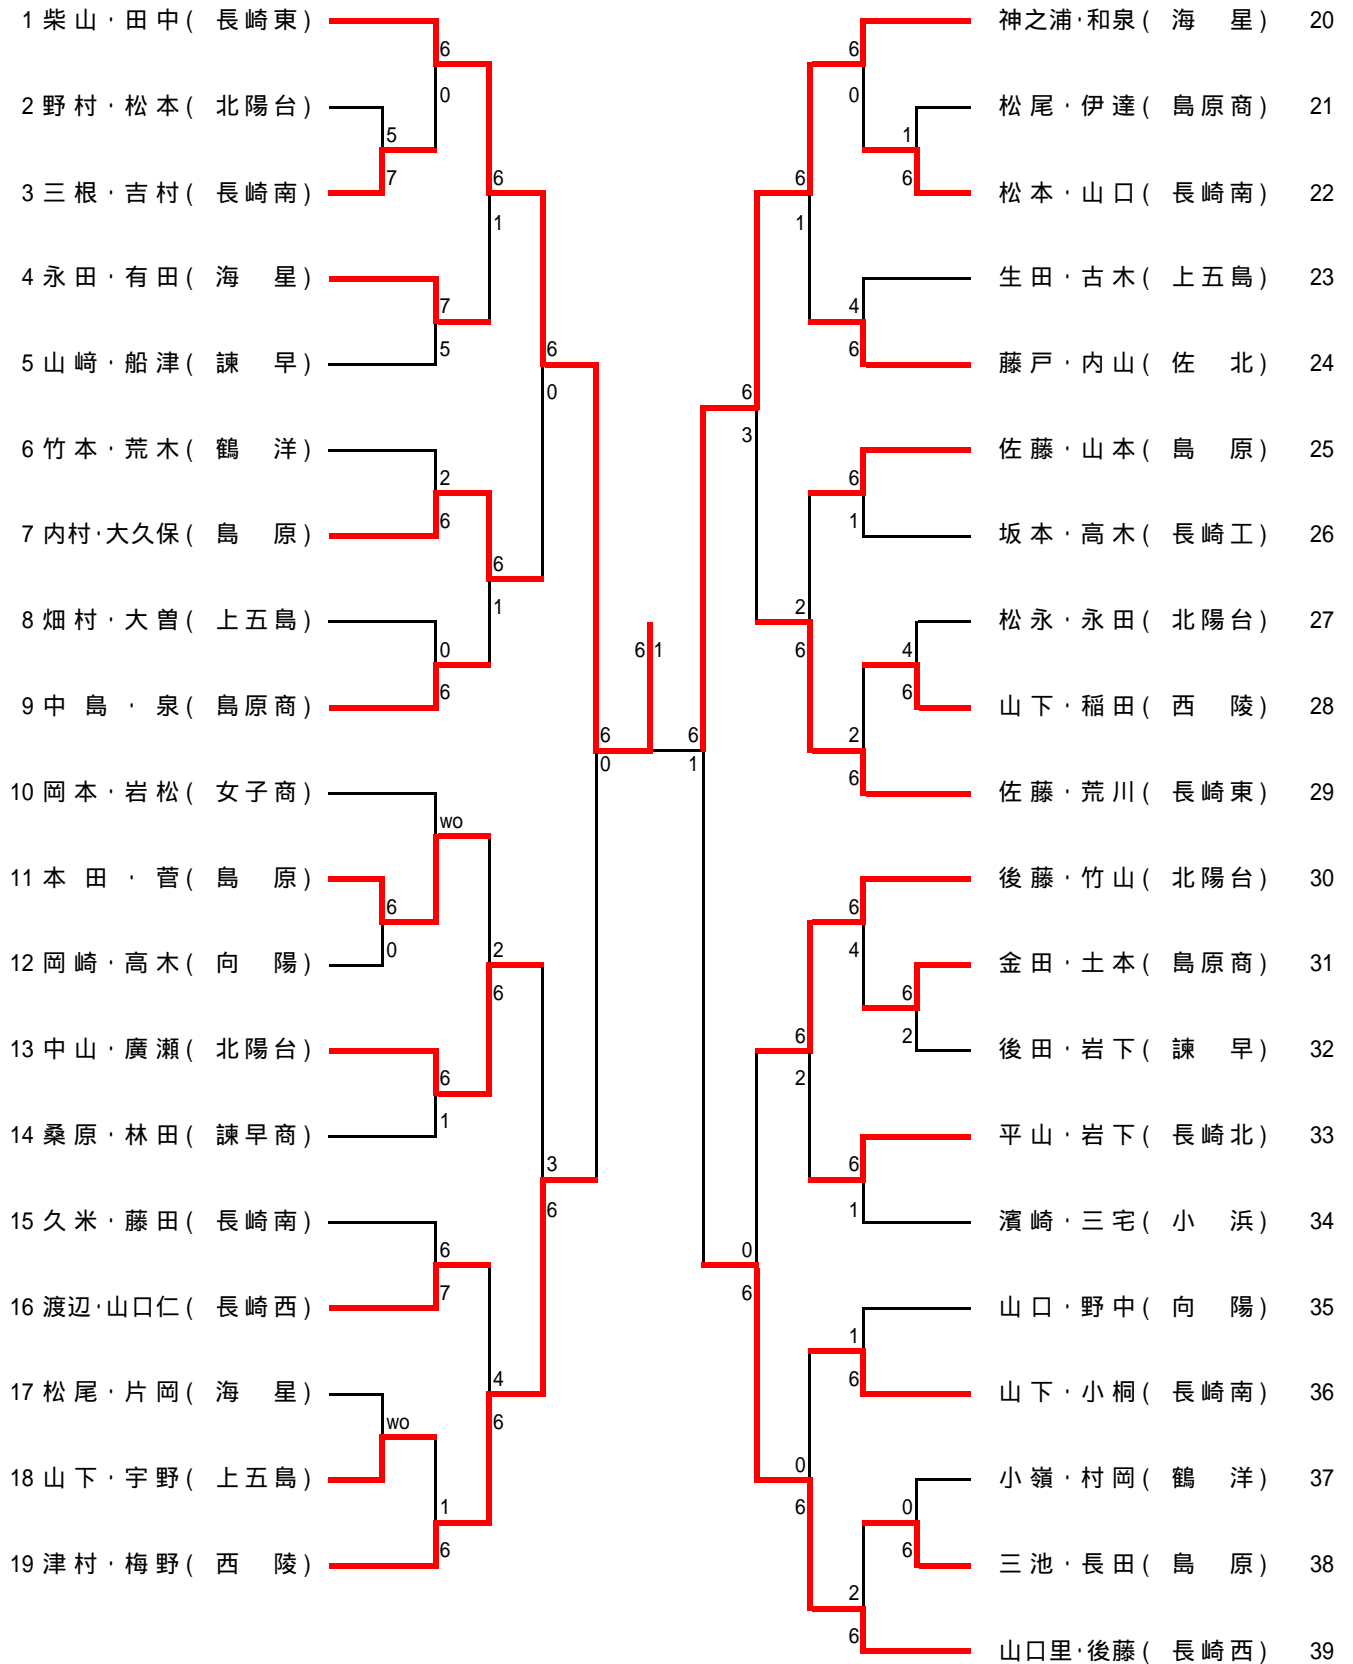 1 柴山・田中( 長崎東)
2 野村・松本( 北陽台)
3 三根・吉村( 長崎南)
4 永田・有田( 海 星)
5 山﨑・船津( 諫 早)
6 竹本・荒木( 鶴 洋)
7 内村・大久保( 島 原)
8 畑村・大曽( 上五島)
9 中島・泉( 島原商)
10 岡本・岩松( 女子商)
11 本田・菅( 島 原)
12 岡崎・高木( 向 陽)
13 中山・廣瀬( 北陽台)
14 桑原・林田( 諫早商)
15 久米・藤田( 長崎南)
16 渡辺・山口仁( 長崎西)
17 松尾・片岡( 海 星)
18 山下・宇野( 上五島)
19 津村・梅野( 西 陵)
6
0
5
7
7
5
2
6
0
6
wo
6
0
6
1
6
7
wo
1
6
6
1
6
1
2
6
4
6
6
0
3
6
6
0
6 1
6
1
6
3
0
6
6
1
2
6
6
2
0
6
6
0
1
6
4
6
6
1
4
6
2
6
6
4
6
2
6
1
1
6
0
6
2
6
神之浦・和泉( 海 星) 20
松尾・伊達( 島原商) 21
松本・山口( 長崎南) 22
生田・古木( 上五島) 23
藤戸・内山( 佐 北) 24
佐藤・山本( 島 原) 25
坂本・高木( 長崎工) 26
松永・永田( 北陽台) 27
山下・稲田( 西 陵) 28
佐藤・荒川( 長崎東) 29
後藤・竹山( 北陽台) 30
金田・土本( 島原商) 31
後田・岩下( 諫 早) 32
平山・岩下( 長崎北) 33
濱崎・三宅( 小 浜) 34
山口・野中( 向 陽) 35
山下・小桐( 長崎南) 36
小嶺・村岡( 鶴 洋) 37
三池・長田( 島 原) 38
山口里・後藤( 長崎西) 39